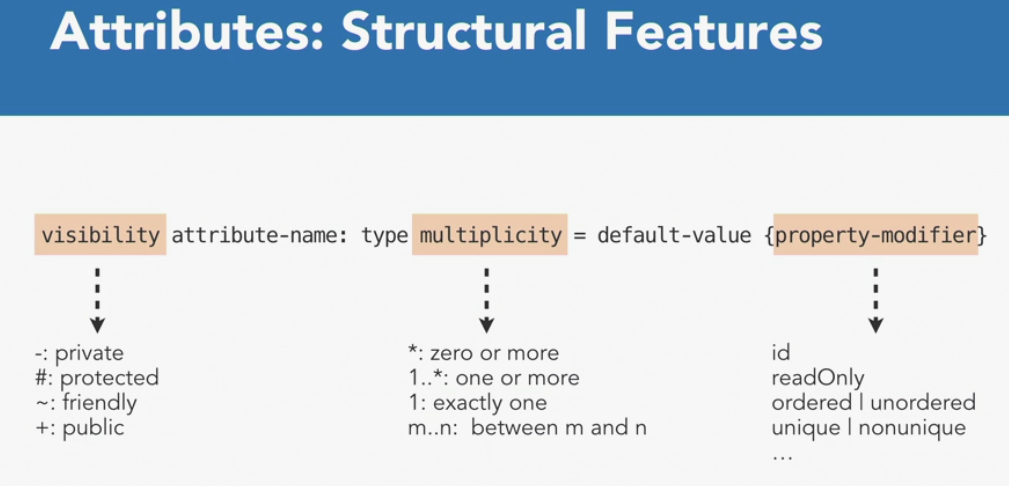 Attributes: Structural Features
visibility attribute-name: type multiplicity = default-value {property-modifier}
-: private
#: protected
~: friendly
+: public
*: zero or more
1..*: one or more
1: exactly one
m..n: between m and n
id
readOnly
ordered | unordered
unique | nonunique
...